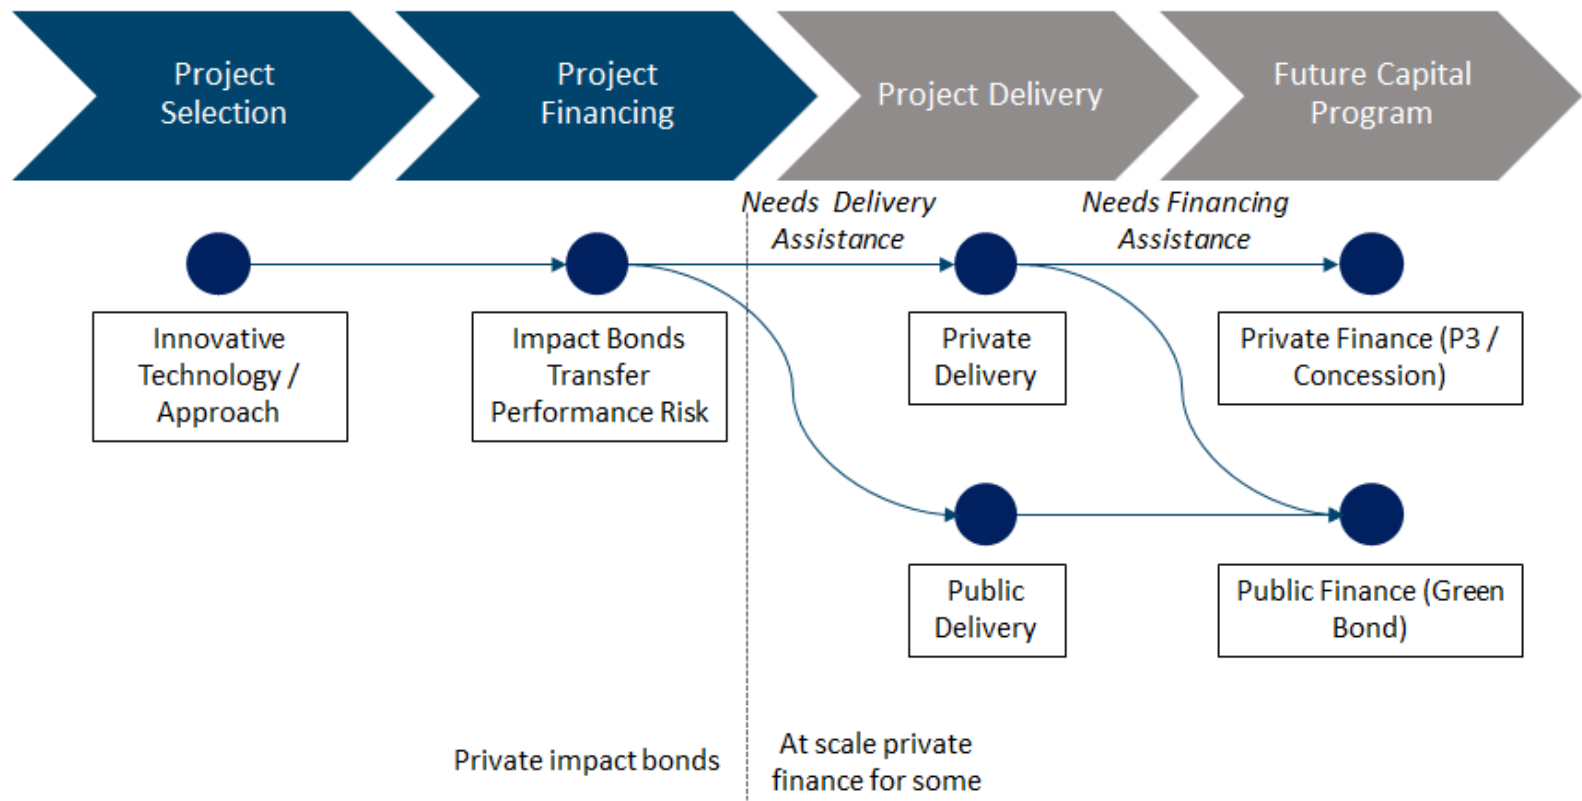 Project
Selection
Project
Financing
Project Delivery
Future Capital
Program
Needs Delivery
Assistance
Needs Financing
Assistance
Innovative
Technology /
Approach
Impact Bonds
Transfer
Performance Risk
Private
Delivery
Private Finance (P3 /
Concession)
Public
Delivery
Public Finance (Green
Bond)
Private impact bonds
At scale private
finance for some